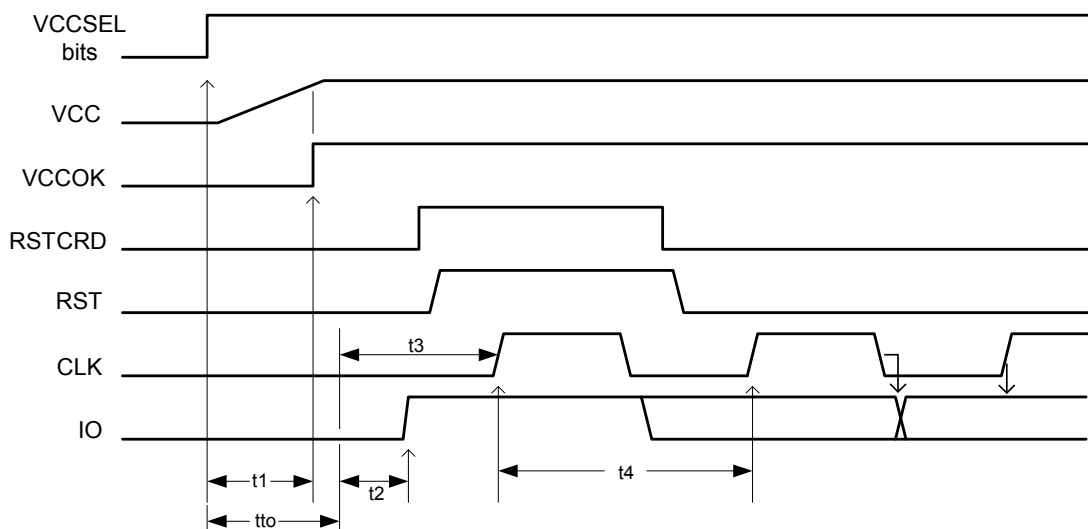 VCCSEL
bits
VCC
VCCOK
RSTCRD
RST
t3
CLK
IO
t1
t2
t4
tto